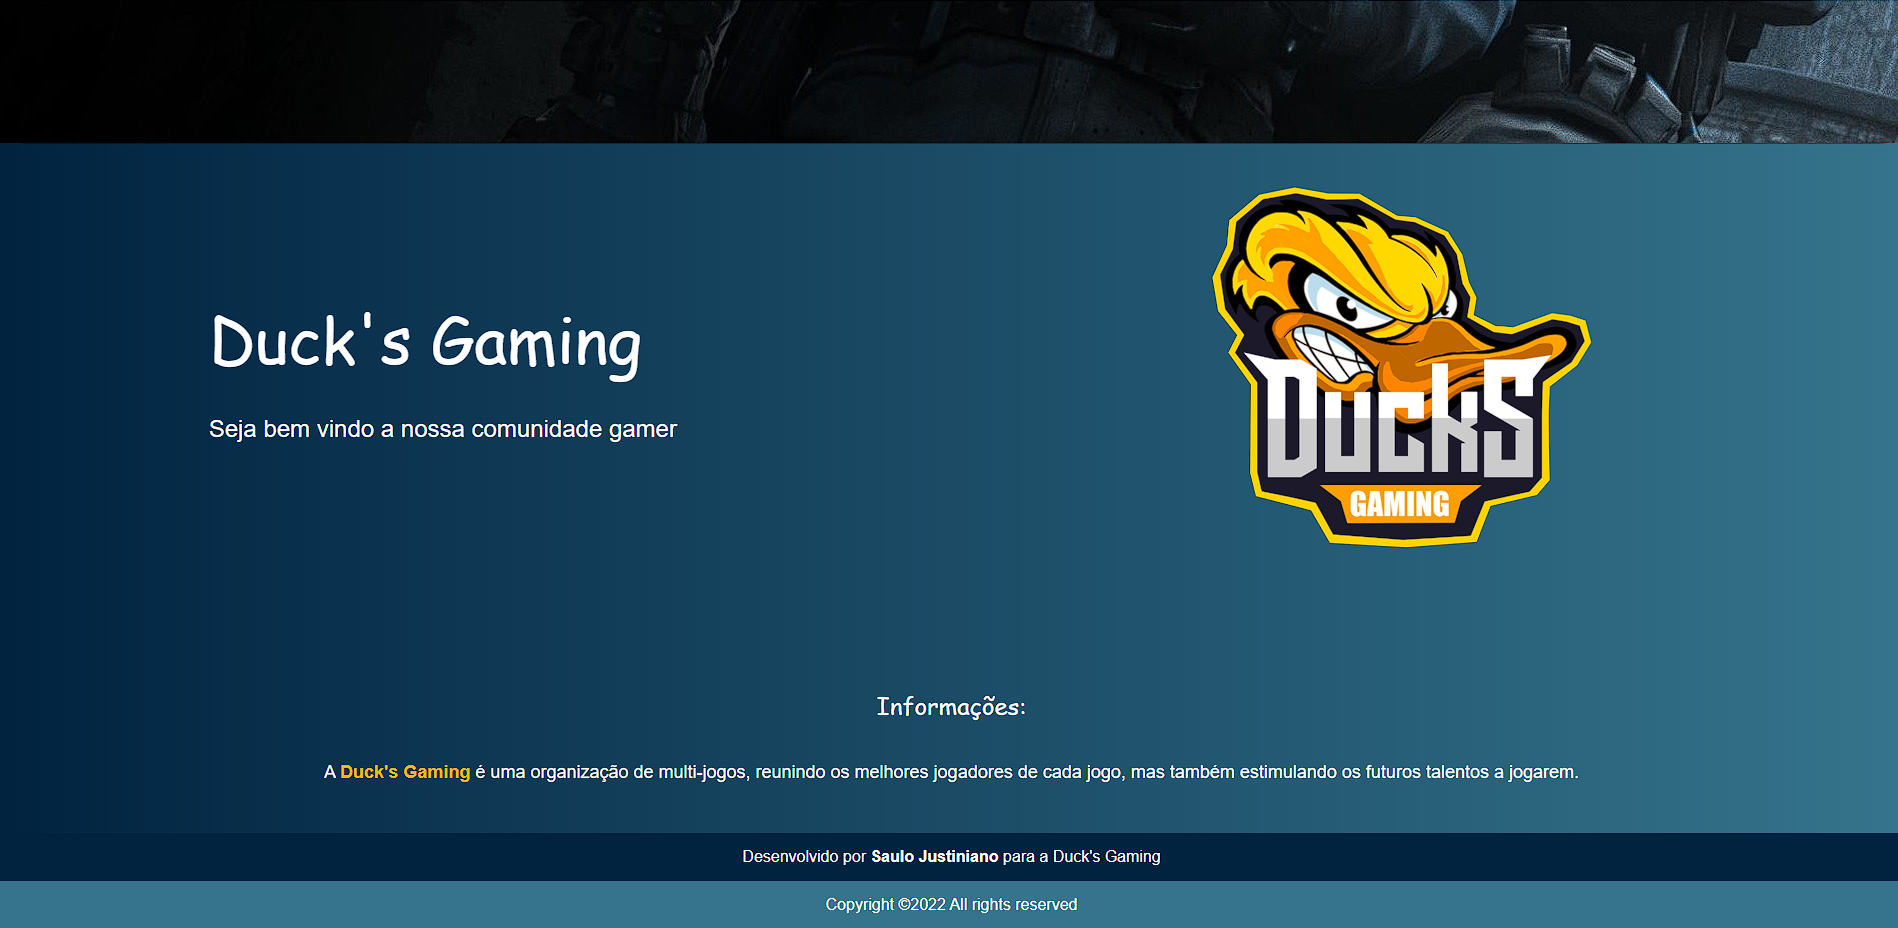 Duck's Gaming
Seja bem vindo a nossa comunidade gamer
DUCKS
GAMING
Informações:
A Duck's Gaming é uma organização de multi-jogos, reunindo os melhores jogadores de cada jogo, mas também estimulando os futuros talentos a jogarem.
Desenvolvido por Saulo Justiniano para a Duck's Gaming
Copyright ©2022 All rights reserved